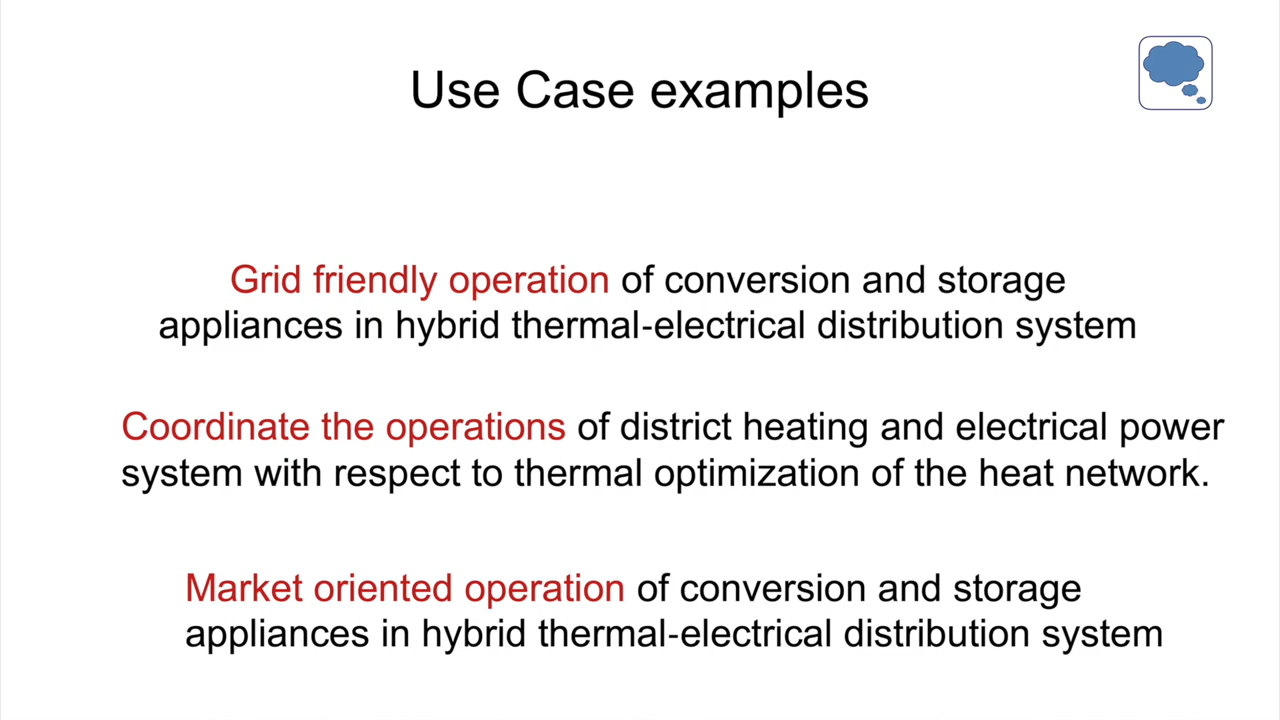 Use Case examples
Grid friendly operation of conversion and storage
appliances in hybrid thermal-electrical distribution system
Coordinate the operations of district heating and electrical power
system with respect to thermal optimization of the heat network.
Market oriented operation of conversion and storage
appliances in hybrid thermal-electrical distribution system